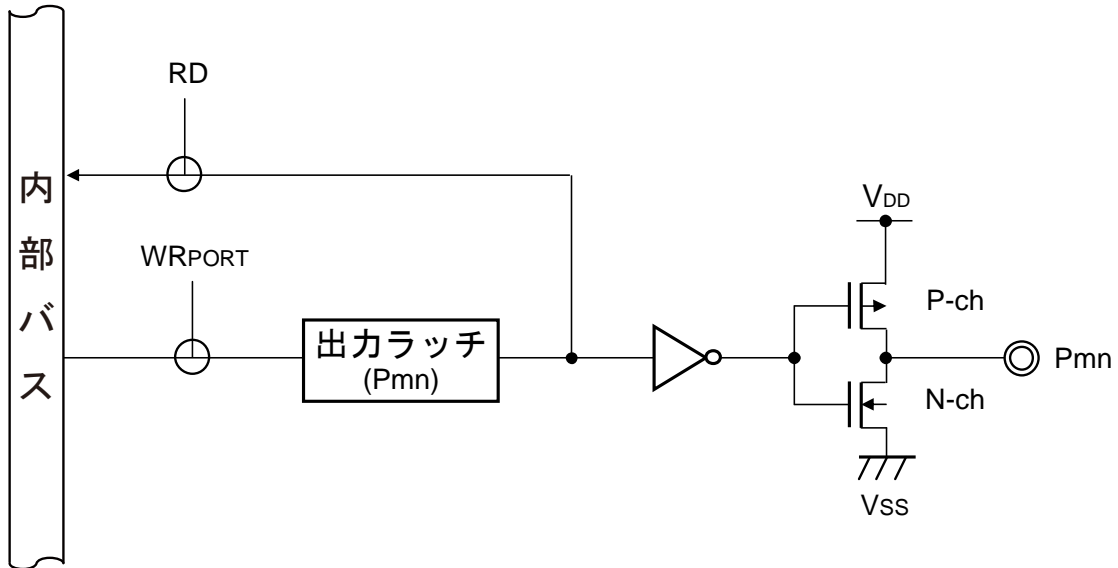 RD
内部バス
WRPORT
出力ラッチ
(Pmn)
VDD
P-ch
Pmn
N-ch
VSS